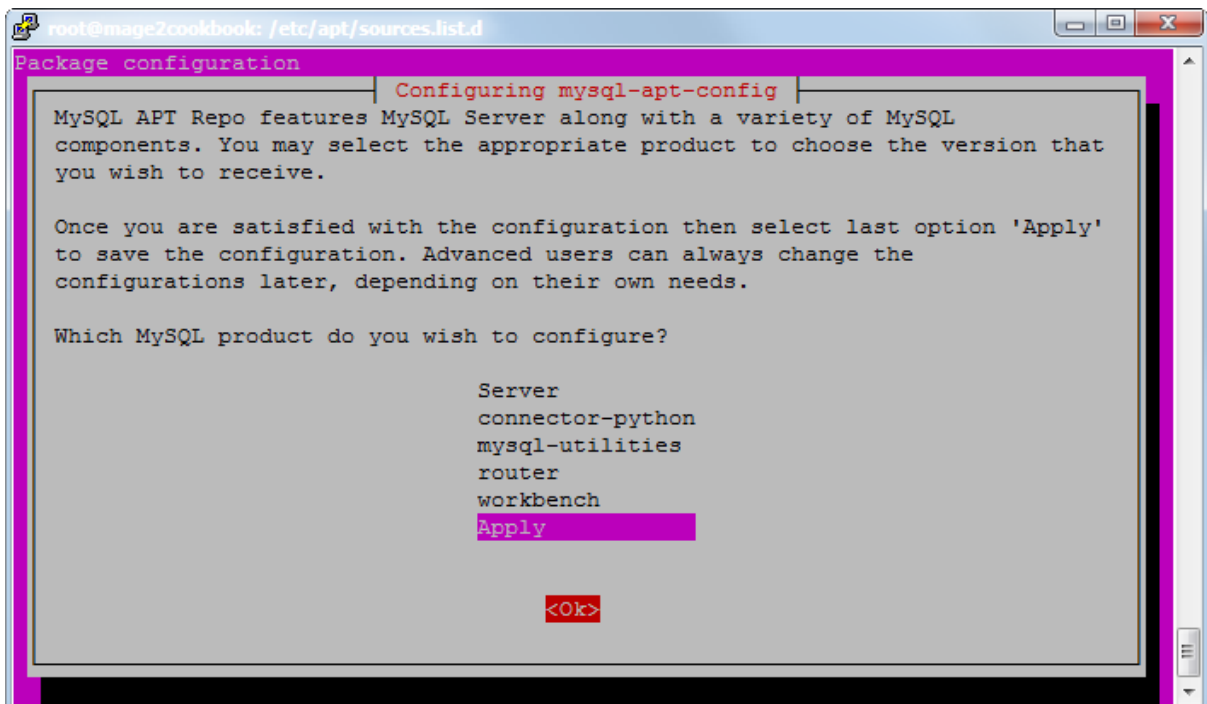 root@mage2cookbook: /etc/apt/sources.list.d
Package configuration
Configuring mysql-apt-config
MySQL APT Repo features MySQL Server along with a variety of MySQL
components. You may select the appropriate product to choose the version that
you wish to receive.
Once you are satisfied with the configuration then select last option 'Apply'
to save the configuration. Advanced users can always change the
configurations later, depending on their own needs.
Which MySQL product do you wish to configure?
Server
connector-python
mysql-utilities
router
workbench
Apply
<Ok>